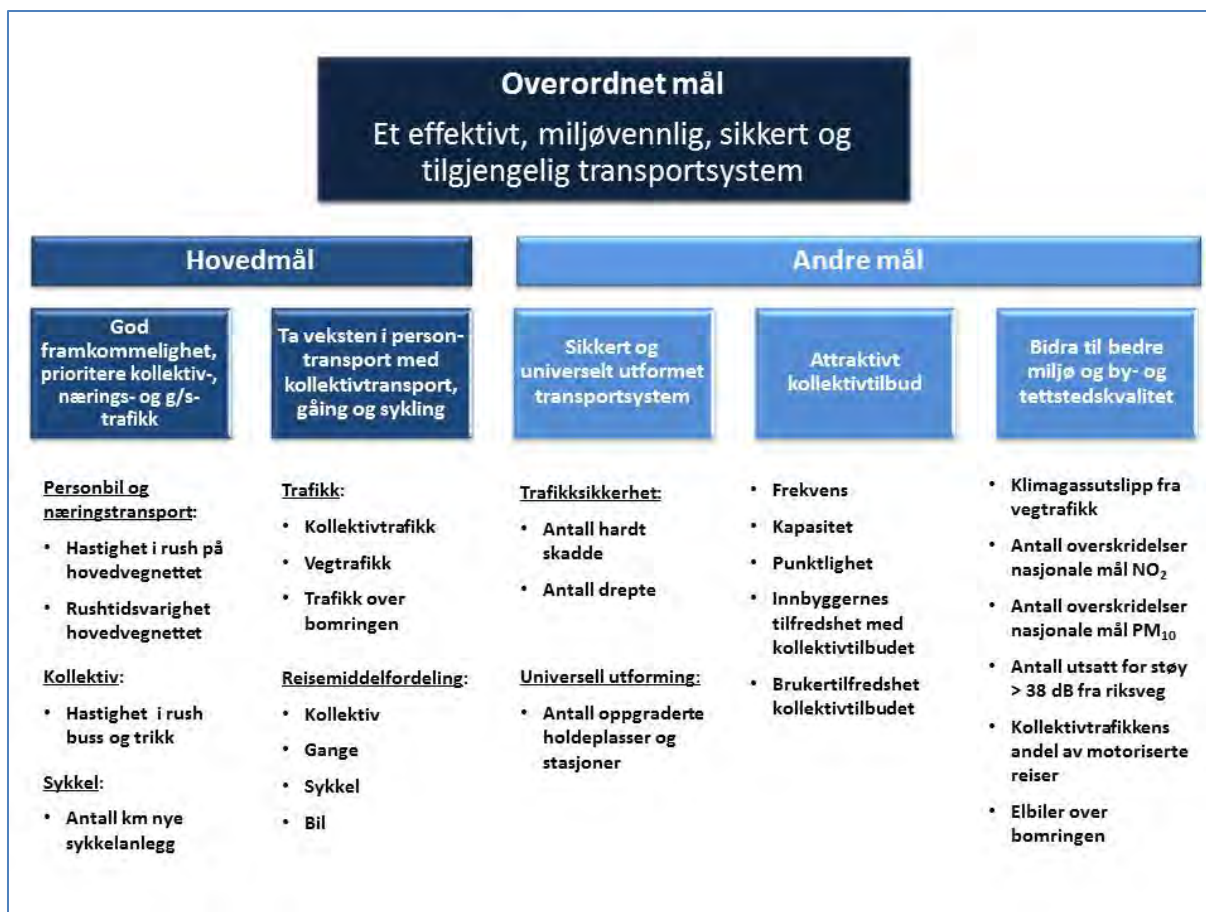 Overordnet mål
Et effektivt, miljøvennlig, sikkert og
tilgjengelig transportsystem
Hovedmål
Andre mål
God
framkommelighet,
prioritere kollektiv-,
nærings- og g/s-
trafikk
Ta veksten i person-
transport med
kollektivtransport,
gåing og sykling
Sikkert og
universelt utformet
transportsystem
Attraktivt
kollektivtilbud
Bidra til bedre
miljø og by- og
tettstedskvalitet
Personbil og
næringstransport:
• Hastighet i rush på
hovedvegnettet
• Rushtidsvarighet
hovedvegnettet
Kollektiv:
• Hastighet i rush
buss og trikk
Sykkel:
• Antall km nye
sykkelanlegg
Trafikk:
• Kollektivtrafikk
• Vegtrafikk
• Trafikk over
bomringen
Reisemiddelfordeling:
• Kollektiv
• Gange
• Sykkel
• Bil
Trafikksikkerhet:
• Antall hardt
skadde
• Antall drepte
Universell utforming:
• Antall oppgraderte
holdeplasser og
stasjoner
• Frekvens
• Kapasitet
• Punktlighet
• Innbyggernes
tilfredshet med
kollektivtilbudet
• Brukertilfredshet
kollektivtilbudet
• Klimagassutslipp fra
vegtrafikk
• Antall overskridelser
nasjonale mål NO₂
• Antall overskridelser
nasjonale mål PM₁₀
• Antall utsatt for støy
> 38 dB fra riksveg
• Kollektivtrafikkens
andel av motoriserte
reiser
• Elbiler over
bomringen